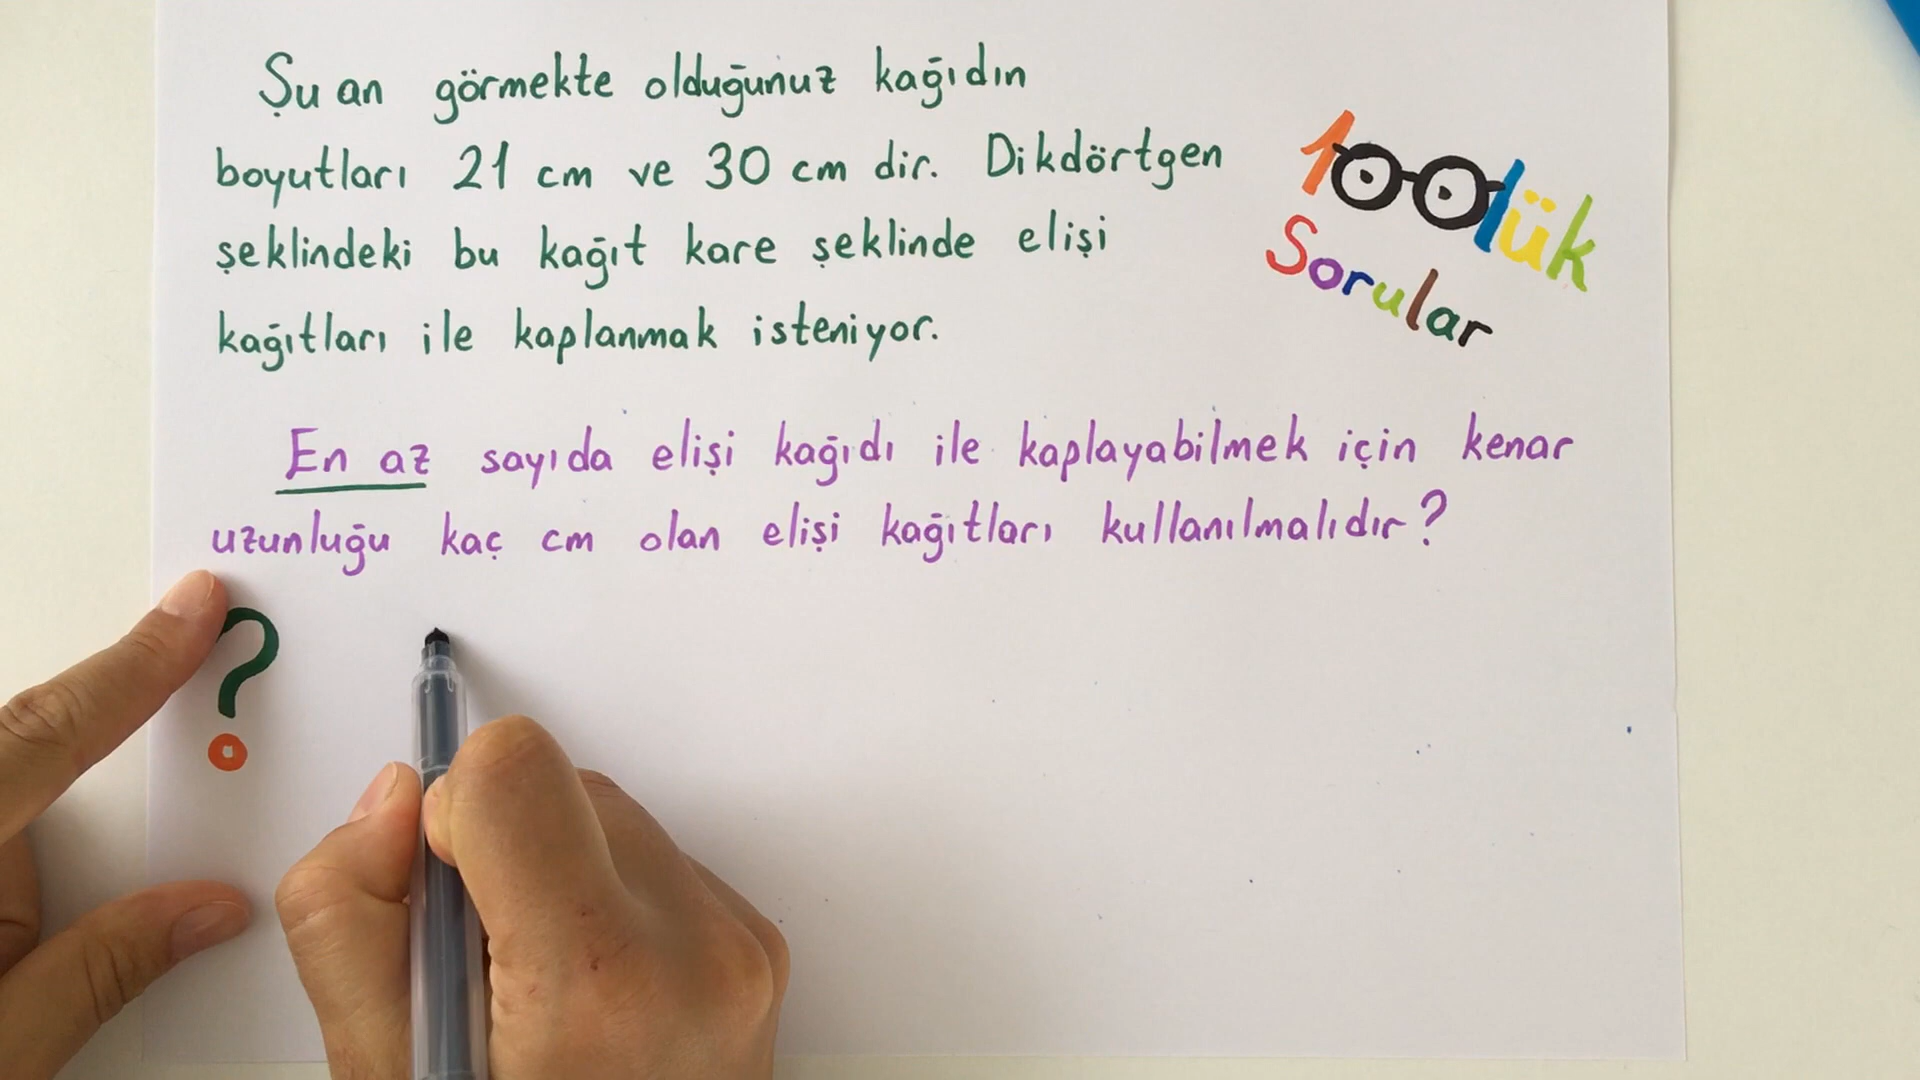 Şu an görmekte olduğunuz kağıdın
boyutları 21 cm ve 30 cm dir. Dikdörtgen
şeklindeki bu kağıt kare şeklinde elişi
kağıtları ile kaplanmak isteniyor.
100lük
Sorular
En az sayıda elişi kağıdı ile kaplayabilmek için kenar
uzunluğu kaç cm olan elişi kağıtları kullanılmalıdır?
?